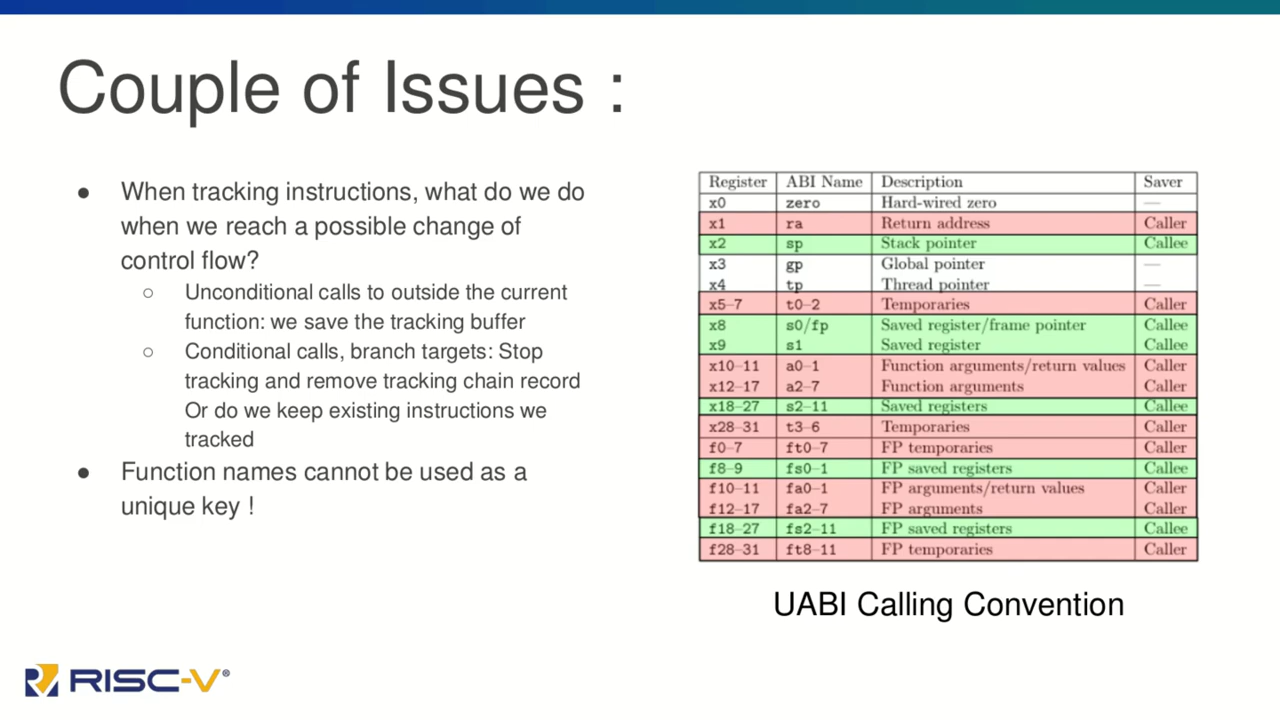 Couple of Issues :
● When tracking instructions, what do we do
when we reach a possible change of
control flow?
○ Unconditional calls to outside the current
function: we save the tracking buffer
○ Conditional calls, branch targets: Stop
tracking and remove tracking chain record
Or do we keep existing instructions we
tracked
● Function names cannot be used as a
unique key !
Register ABI Name Description Saver
x0 zero Hard-wired zero —
x1 ra Return address Caller
x2 sp Stack pointer Callee
x3 gp Global pointer —
x4 tp Thread pointer —
x5–7 t0–2 Temporaries Caller
x8 s0/fp Saved register/frame pointer Callee
x9 s1 Saved register Callee
x10–11 a0–1 Function arguments/return values Caller
x12–17 a2–7 Function arguments Caller
x18–27 s2–11 Saved registers Callee
x28–31 t3–6 Temporaries Caller
f0–7 ft0–7 FP temporaries Caller
f8–9 fs0–1 FP saved registers Callee
f10–11 fa0–1 FP arguments/return values Caller
f12–17 fa2–7 FP arguments Caller
f18–27 fs2–11 FP saved registers Callee
f28–31 ft8–11 FP temporaries Caller
UABI Calling Convention
RISC-V®